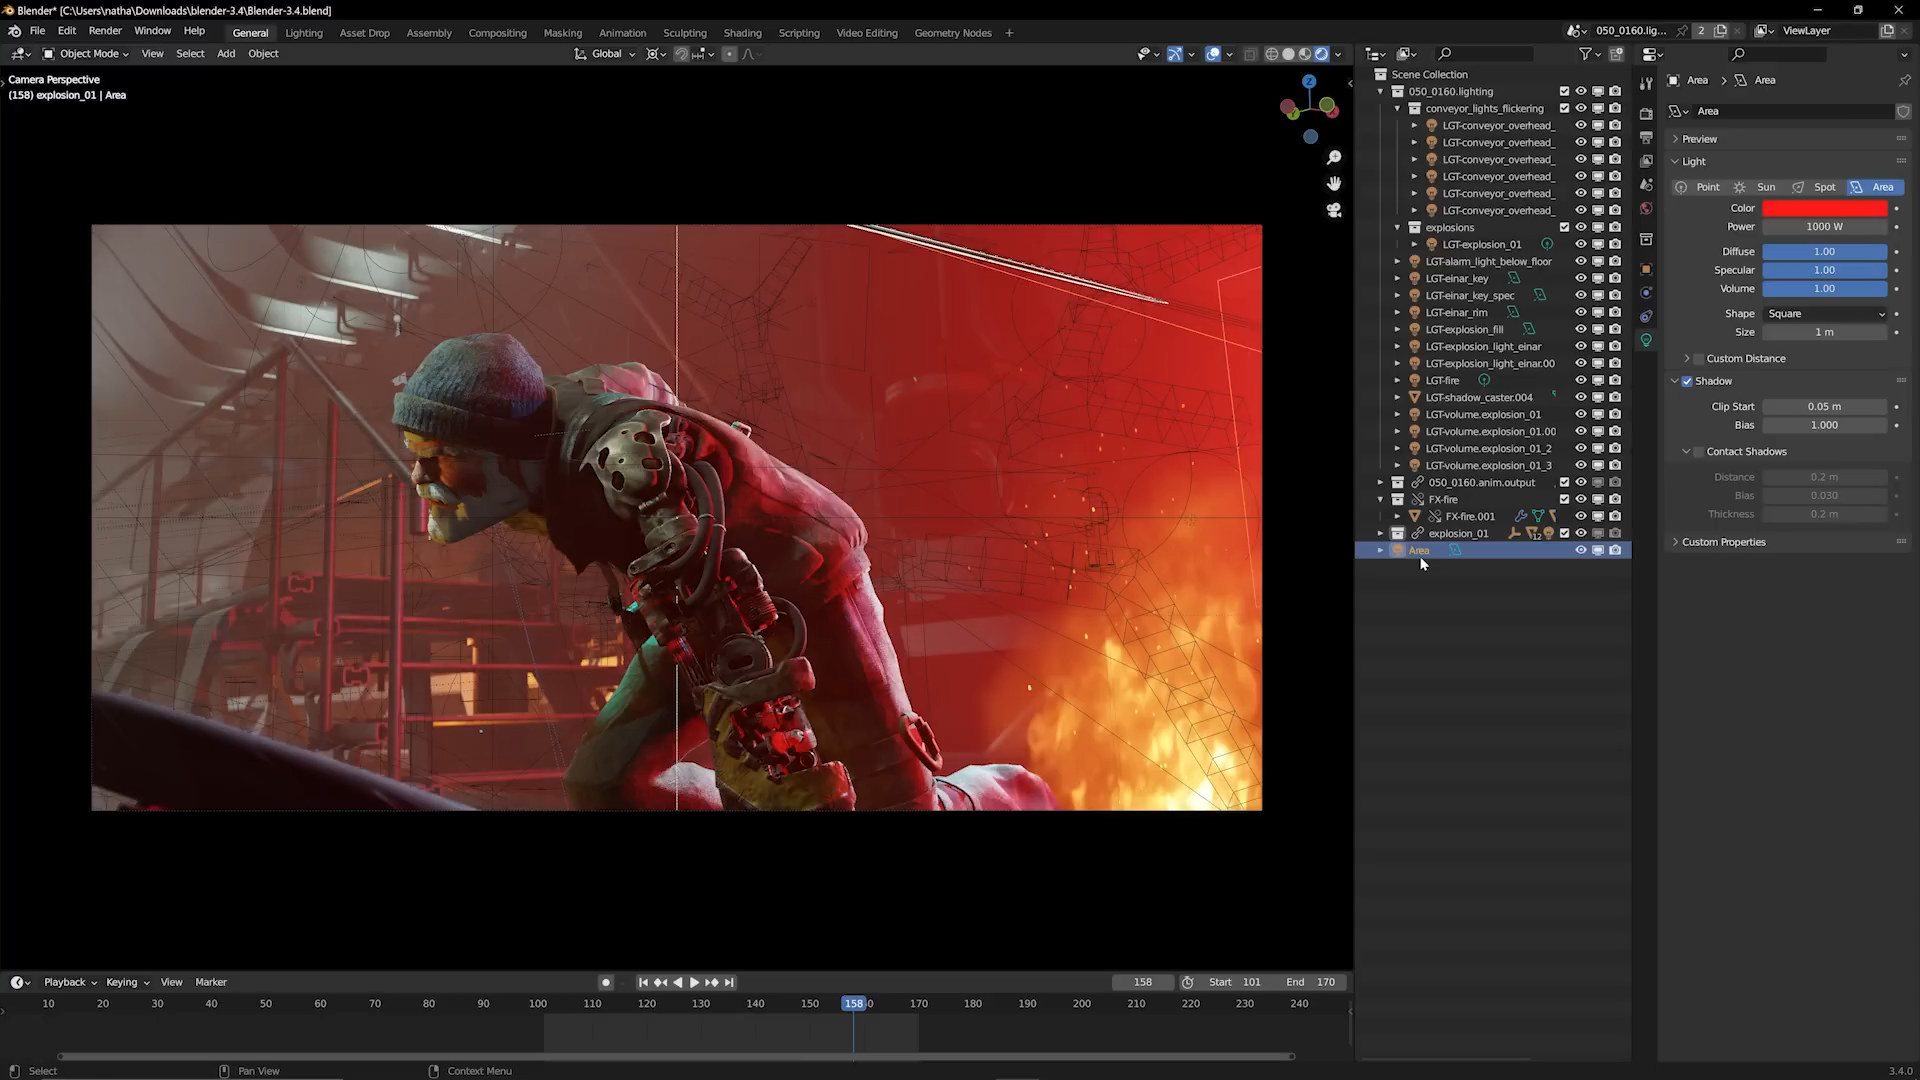 Blender* [C:\Users\natha\Downloads\blender-3.4\Blender-3.4.blend]
File Edit Render Window Help General Lighting Asset Drop Assembly Compositing Masking Animation Sculpting Shading Scripting Video Editing Geometry Nodes + 050_0160.lig... 2 ViewLayer
Object Mode View Select Add Object Global
Camera Perspective
(158) explosion_01 | Area
Z
Scene Collection
050_0160.lighting
conveyor_lights_flickering
LGT-conveyor_overhead_
LGT-conveyor_overhead_
LGT-conveyor_overhead_
LGT-conveyor_overhead_
LGT-conveyor_overhead_
LGT-conveyor_overhead_
explosions
LGT-explosion_01
LGT-alarm_light_below_floor
LGT-einar_key
LGT-einar_key_spec
LGT-einar_rim
LGT-explosion_fill
LGT-explosion_light_einar
LGT-explosion_light_einar.00
LGT-fire
LGT-shadow_caster.004
LGT-volume.explosion_01
LGT-volume.explosion_01.00
LGT-volume.explosion_01_2
LGT-volume.explosion_01_3
050_0160.anim.output
FX-fire
FX-fire.001
explosion_01 12
Area
Area > Area
Area
Preview
Light
Point Sun Spot Area
Color
Power 1000 W
Diffuse 1.00
Specular 1.00
Volume 1.00
Shape Square
Size 1 m
Custom Distance
Shadow
Clip Start 0.05 m
Bias 1.000
Contact Shadows
Distance 0.2 m
Bias 0.030
Thickness 0.2 m
Custom Properties
Playback Keying View Marker 158 Start 101 End 170
10 20 30 40 50 60 70 80 90 100 110 120 130 140 150 158 170 180 190 200 210 220 230 240
Select Pan View Context Menu 3.4.0